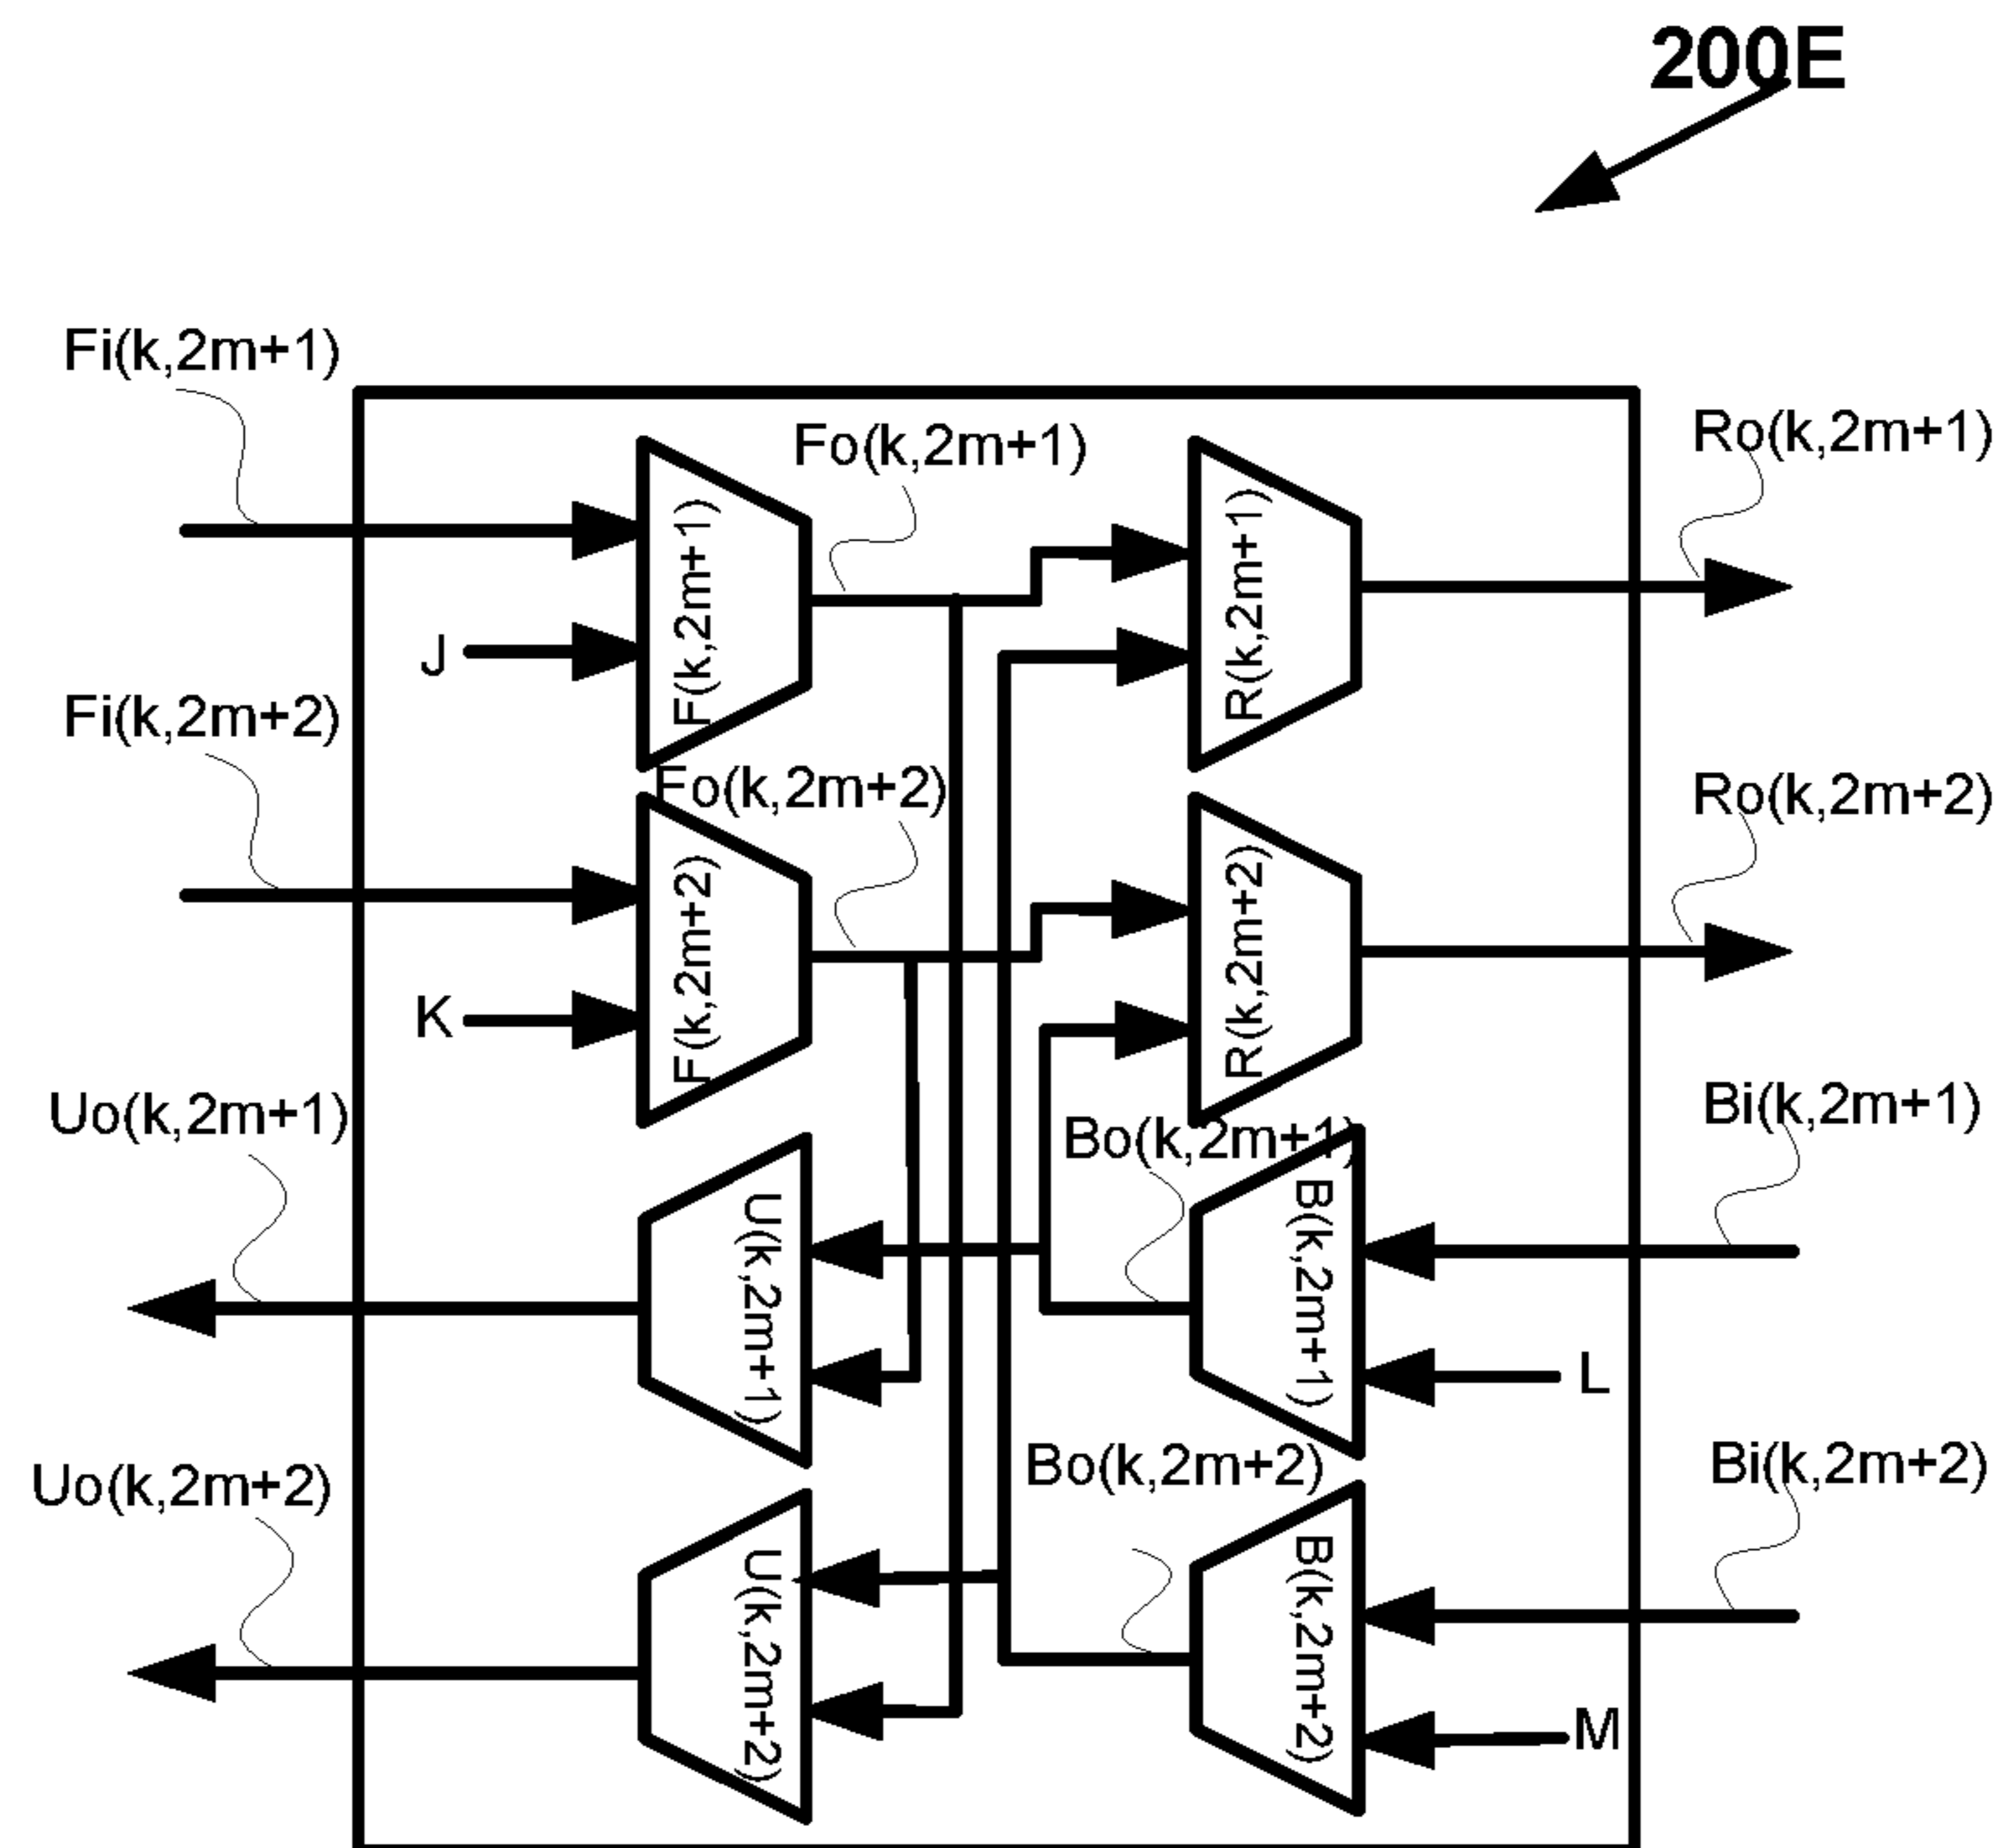 200E
Fi(k,2m+1)
Fo(k,2m+1)
Ro(k,2m+1)
F(k,2m+1)
R(k,2m+1)
J
Fi(k,2m+2)
Fo(k,2m+2)
Ro(k,2m+2)
F(k,2m+2)
R(k,2m+2)
K
Uo(k,2m+1)
Bo(k,2m+1)
Bi(k,2m+1)
U(k,2m+1)
B(k,2m+1)
L
Uo(k,2m+2)
Bo(k,2m+2)
Bi(k,2m+2)
U(k,2m+2)
B(k,2m+2)
M